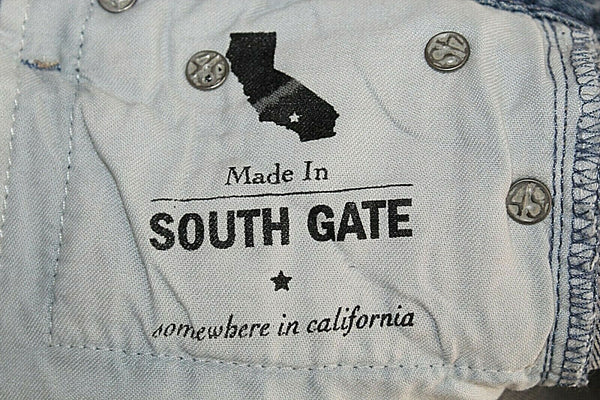 Made In
SOUTH GATE
somewhere in california